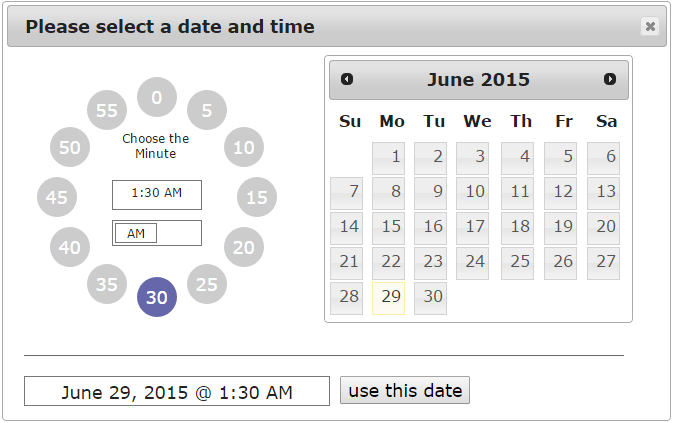 Please select a date and time
0
5
10
15
20
25
30
35
40
45
50
55
Choose the
Minute
1:30 AM
AM
June 2015
Su Mo Tu We Th Fr Sa
1 2 3 4 5 6
7 8 9 10 11 12 13
14 15 16 17 18 19 20
21 22 23 24 25 26 27
28 29 30
June 29, 2015 @ 1:30 AM
use this date